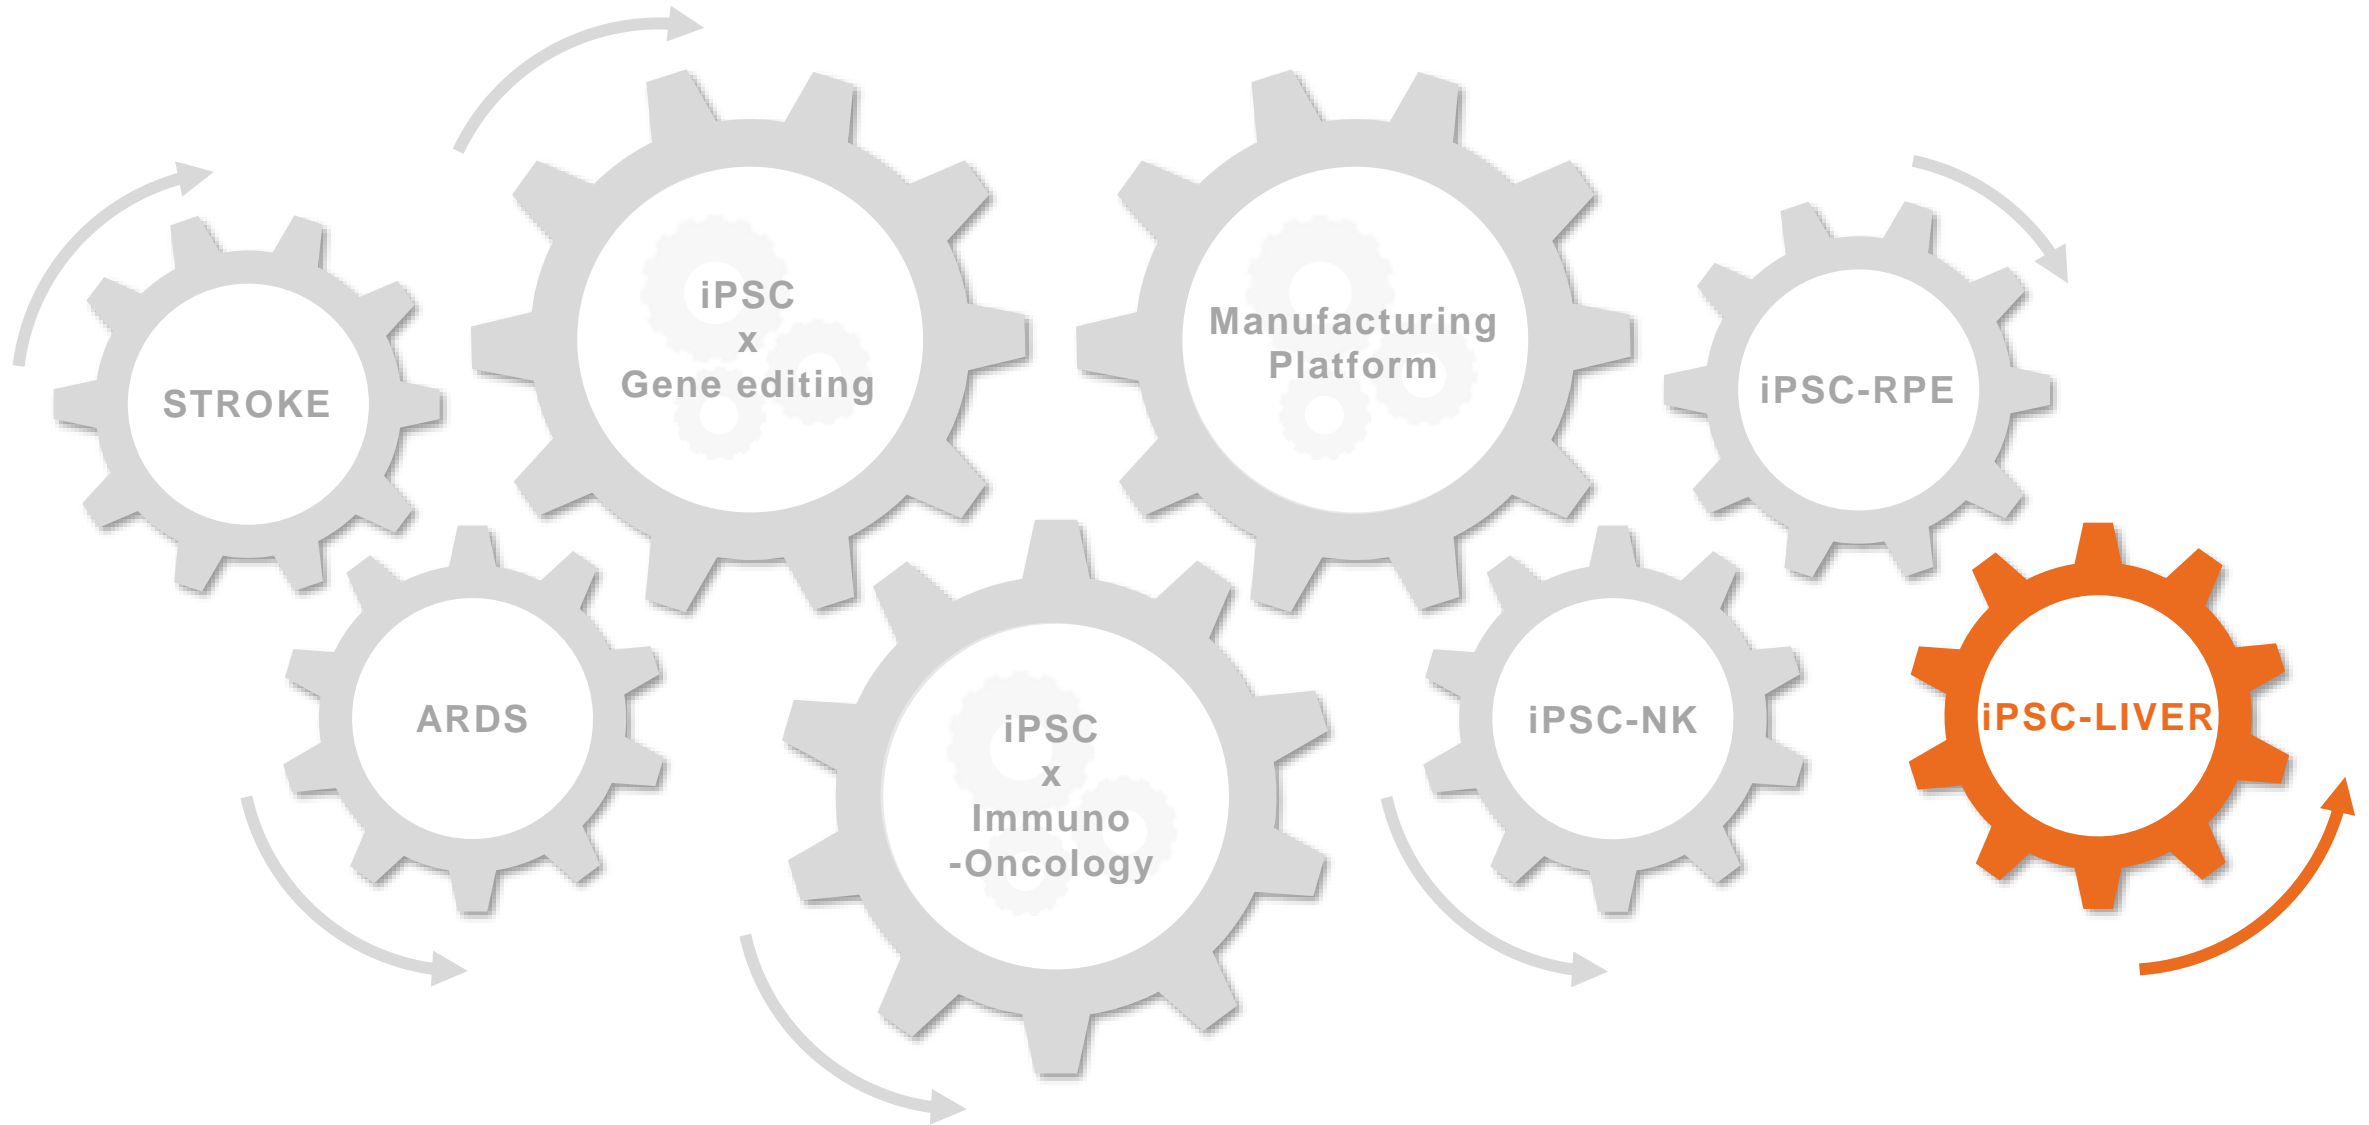 STROKE
iPSC
x
Gene editing
Manufacturing
Platform
iPSC-RPE
ARDS
iPSC
x
Immuno
-Oncology
iPSC-NK
iPSC-LIVER